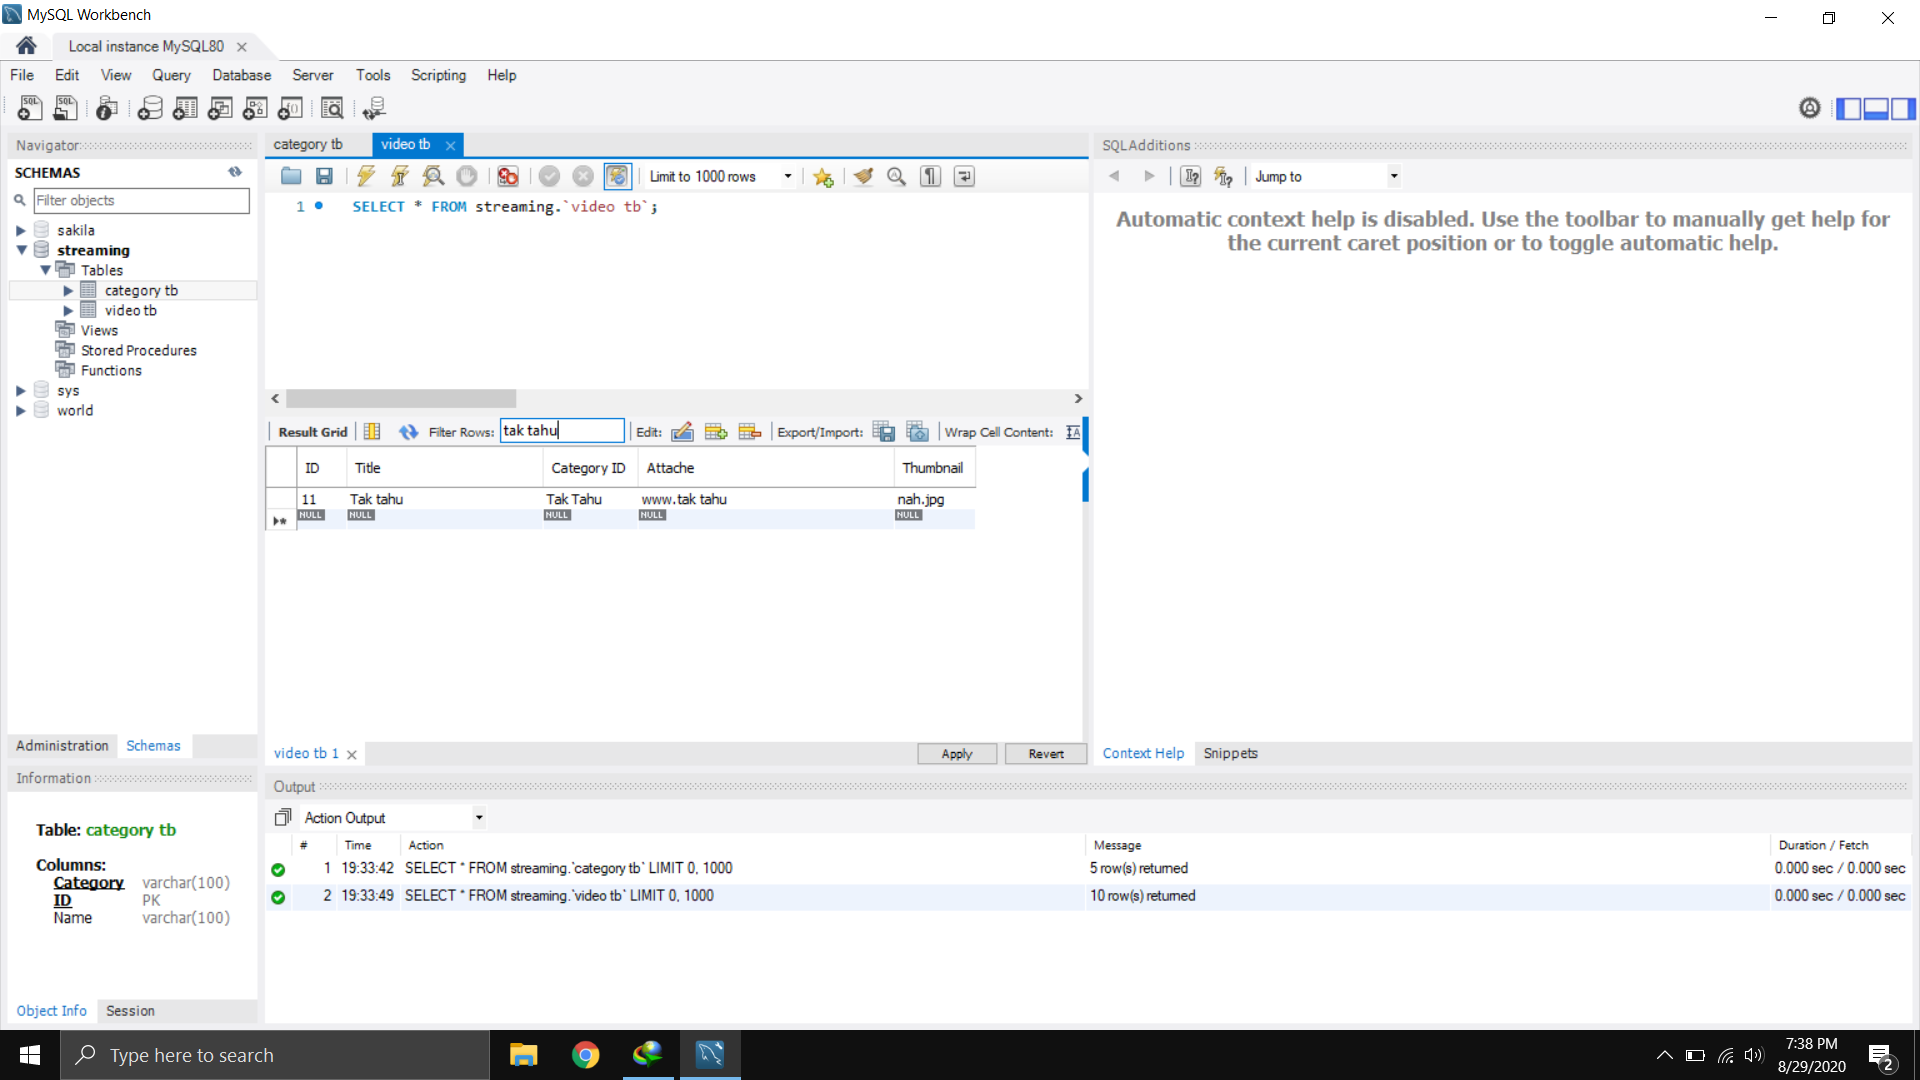 MySQL Workbench
Local instance MySQL80
File Edit View Query Database Server Tools Scripting Help
Navigator
SCHEMAS
Filter objects
sakila
streaming
Tables
category tb
video tb
Views
Stored Procedures
Functions
sys
world
Administration Schemas
Information
Table: category tb
Columns:
Category varchar(100)
ID PK
Name varchar(100)
Object Info Session
category tb video tb
Limit to 1000 rows
1 SELECT * FROM streaming.`video tb`;
Result Grid Filter Rows: tak tahu Edit: Export/Import: Wrap Cell Content:
ID Title Category ID Attache Thumbnail
11 Tak tahu Tak Tahu www.tak tahu nah.jpg
NULL NULL NULL NULL NULL
video tb 1 Apply Revert
SQLAdditions
Jump to
Automatic context help is disabled. Use the toolbar to manually get help for
the current caret position or to toggle automatic help.
Context Help Snippets
Output
Action Output
# Time Action Message Duration / Fetch
1 19:33:42 SELECT * FROM streaming.`category tb` LIMIT 0, 1000 5 row(s) returned 0.000 sec / 0.000 sec
2 19:33:49 SELECT * FROM streaming.`video tb` LIMIT 0, 1000 10 row(s) returned 0.000 sec / 0.000 sec
Type here to search
7:38 PM
8/29/2020
2